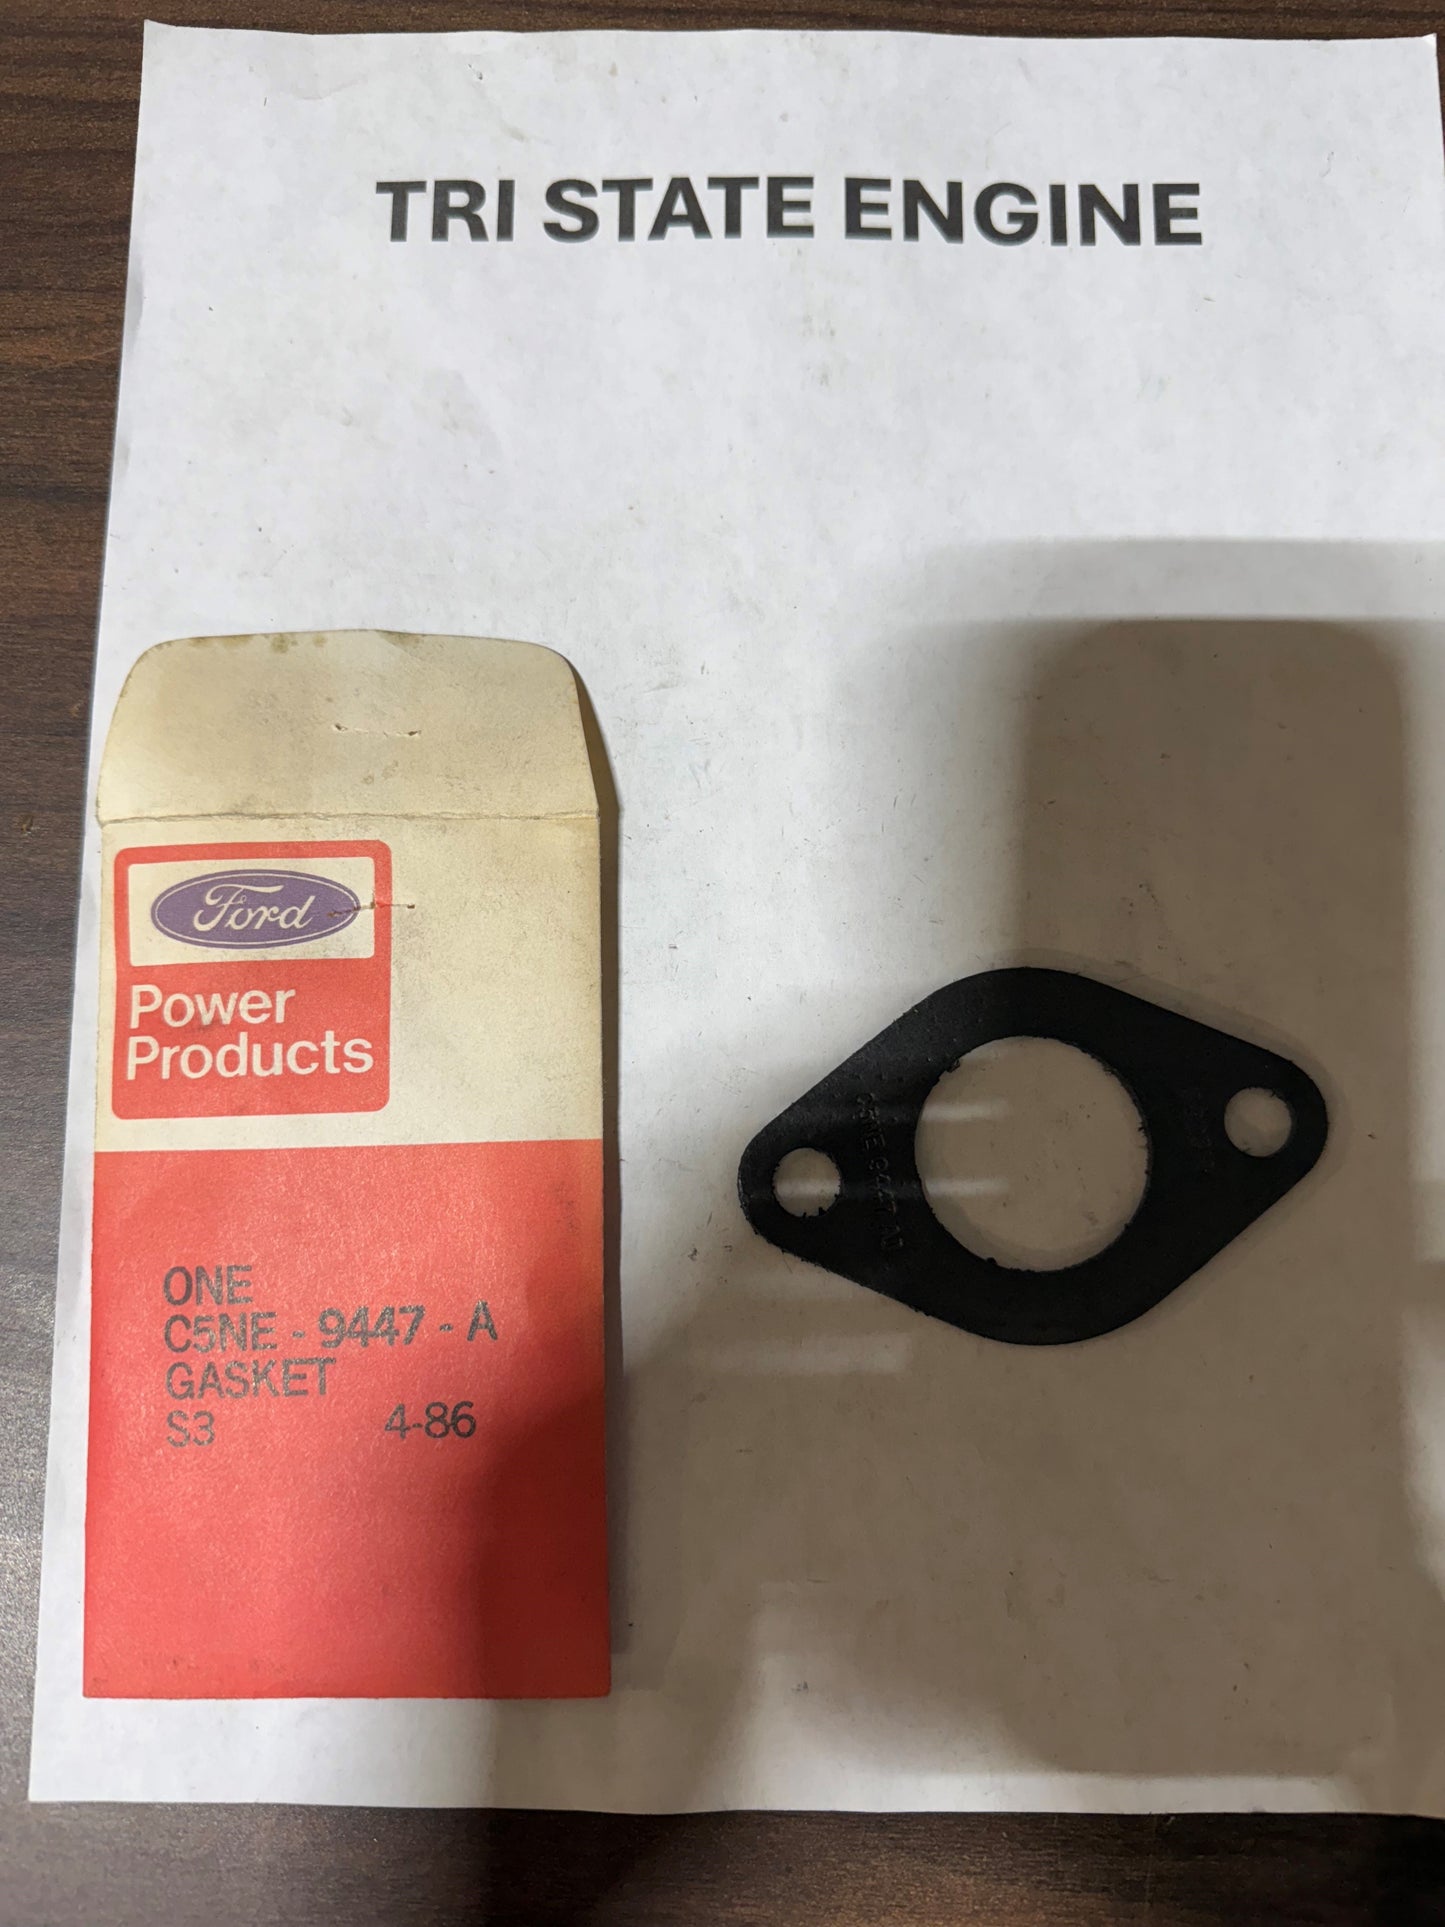 TRI STATE ENGINE
Ford
Power
Products
ONE
C5NE - 9447 - A
GASKET
S3 4-86